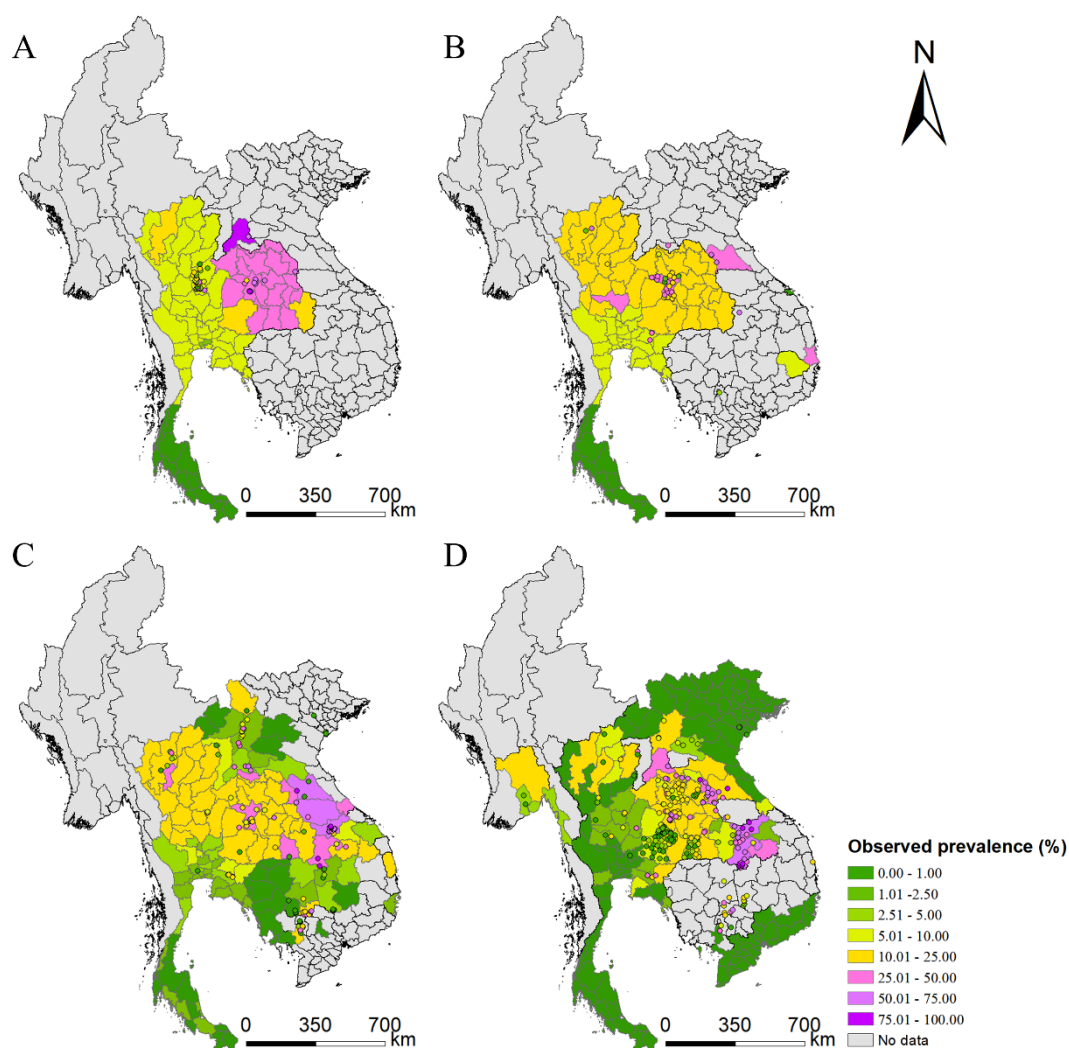 A
B
N
0 350 700
km
0 350 700
km
C
D
Observed prevalence (%)
0.00 - 1.00
1.01 - 2.50
2.51 - 5.00
5.01 - 10.00
10.01 - 25.00
25.01 - 50.00
50.01 - 75.00
75.01 - 100.00
No data
0 350 700
km
0 350 700
km